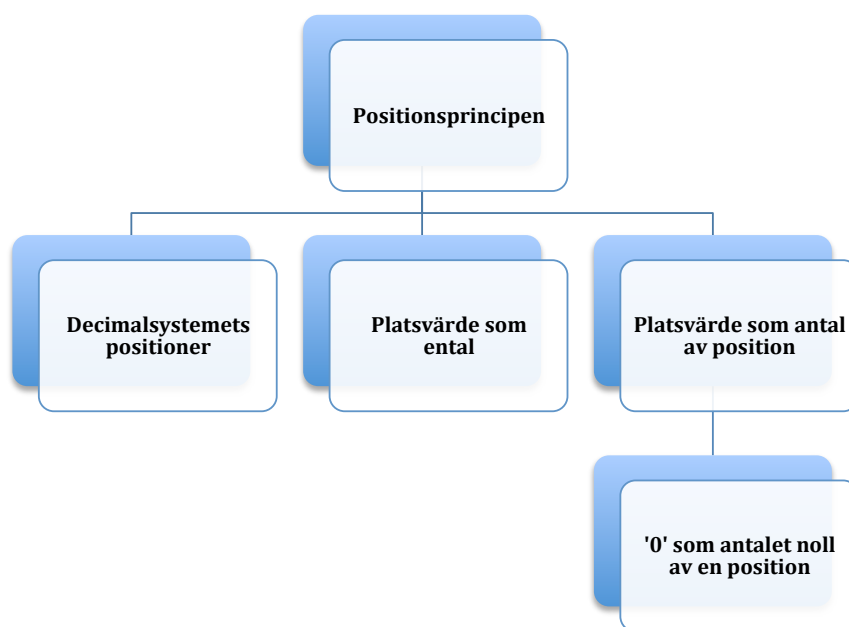 Positionsprincipen
Decimalsystemets
positioner
Platsvärde som
ental
Platsvärde som antal
av position
'0' som antalet noll
av en position